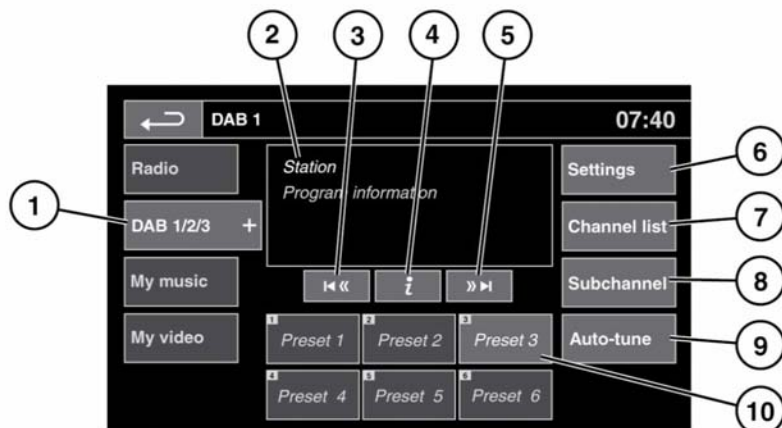 2 3 4 5
DAB 1 07:40
Radio
Station
Settings
6
Program information
1
DAB 1/2/3 +
Channel list
7
My music
i
Subchannel
8
My video
1 Preset 1
2 Preset 2
3 Preset 3
Auto-tune
9
4 Preset 4
5 Preset 5
6 Preset 6
10